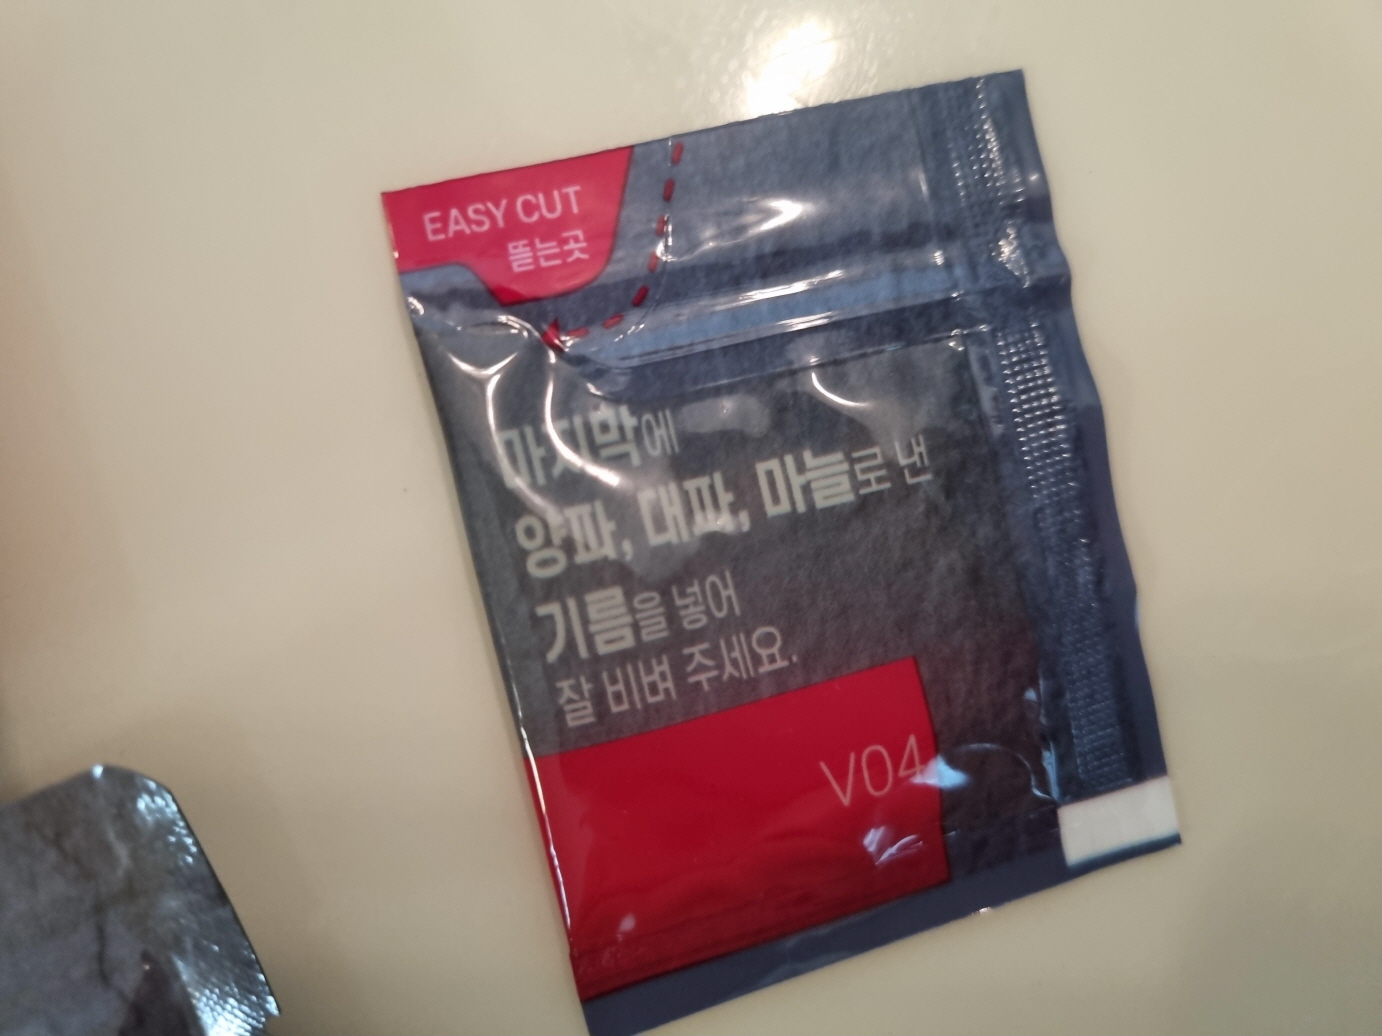 EASY CUT
뜯는곳
마지막에
양파, 대파, 마늘로 낸
기름을 넣어
잘 비벼 주세요.
V04